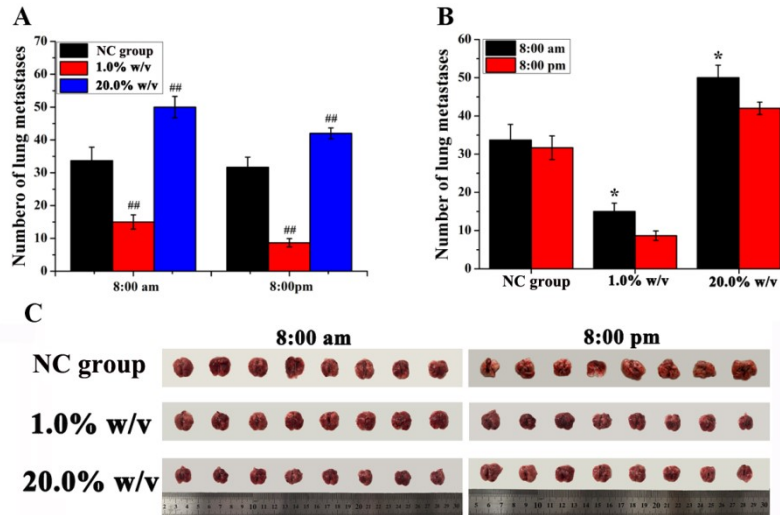 A
Numbero of lung metastases
70
60
50
40
30
20
10
0
NC group
1.0% w/v
20.0% w/v
##
##
##
##
8:00 am
8:00pm
B
Number of lung metastases
60
50
40
30
20
10
0
8:00 am
8:00 pm
*
*
NC group
1.0% w/v
20.0% w/v
C
8:00 am
8:00 pm
NC group
1.0% w/v
20.0% w/v